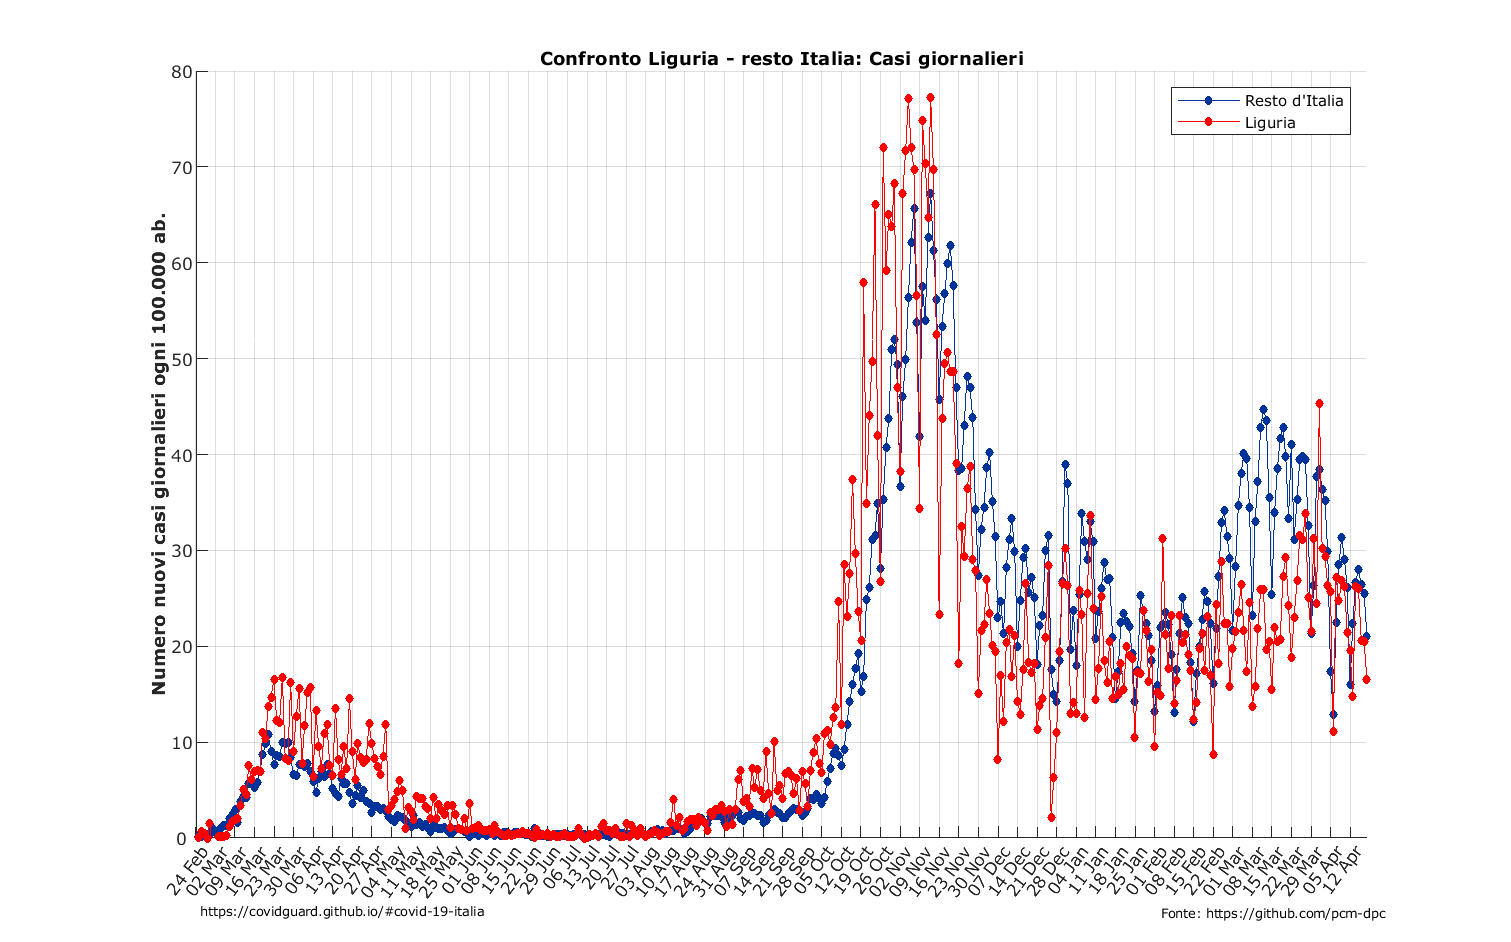 Confronto Liguria - resto Italia: Casi giornalieri
Resto d'Italia
Liguria
Numero nuovi casi giornalieri ogni 100.000 ab.
80
70
60
50
40
30
20
10
0
24 Feb
02 Mar
09 Mar
16 Mar
23 Mar
30 Mar
06 Apr
13 Apr
20 Apr
27 Apr
04 May
11 May
18 May
25 May
01 Jun
08 Jun
15 Jun
22 Jun
29 Jun
06 Jul
13 Jul
20 Jul
27 Jul
03 Aug
10 Aug
17 Aug
24 Aug
31 Aug
07 Sep
14 Sep
21 Sep
28 Sep
05 Oct
12 Oct
19 Oct
26 Oct
02 Nov
09 Nov
16 Nov
23 Nov
30 Nov
07 Dec
14 Dec
21 Dec
28 Dec
04 Jan
11 Jan
18 Jan
25 Jan
01 Feb
08 Feb
15 Feb
22 Feb
01 Mar
08 Mar
15 Mar
22 Mar
29 Mar
05 Apr
12 Apr
https://covidguard.github.io/#covid-19-italia
Fonte: https://github.com/pcm-dpc